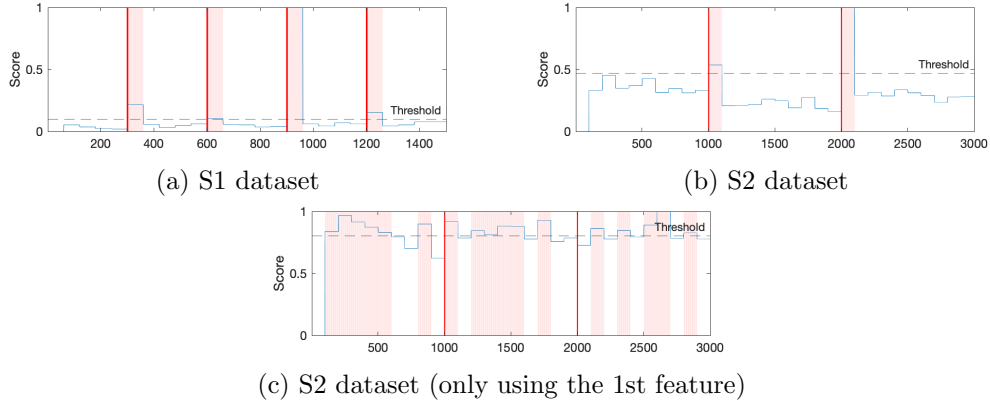 1
0.5
0
Score
Threshold
200 400 600 800 1000 1200 1400
(a) S1 dataset
1
0.5
0
Score
Threshold
500 1000 1500 2000 2500 3000
(b) S2 dataset
1
0.5
0
Score
Threshold
500 1000 1500 2000 2500 3000
(c) S2 dataset (only using the 1st feature)